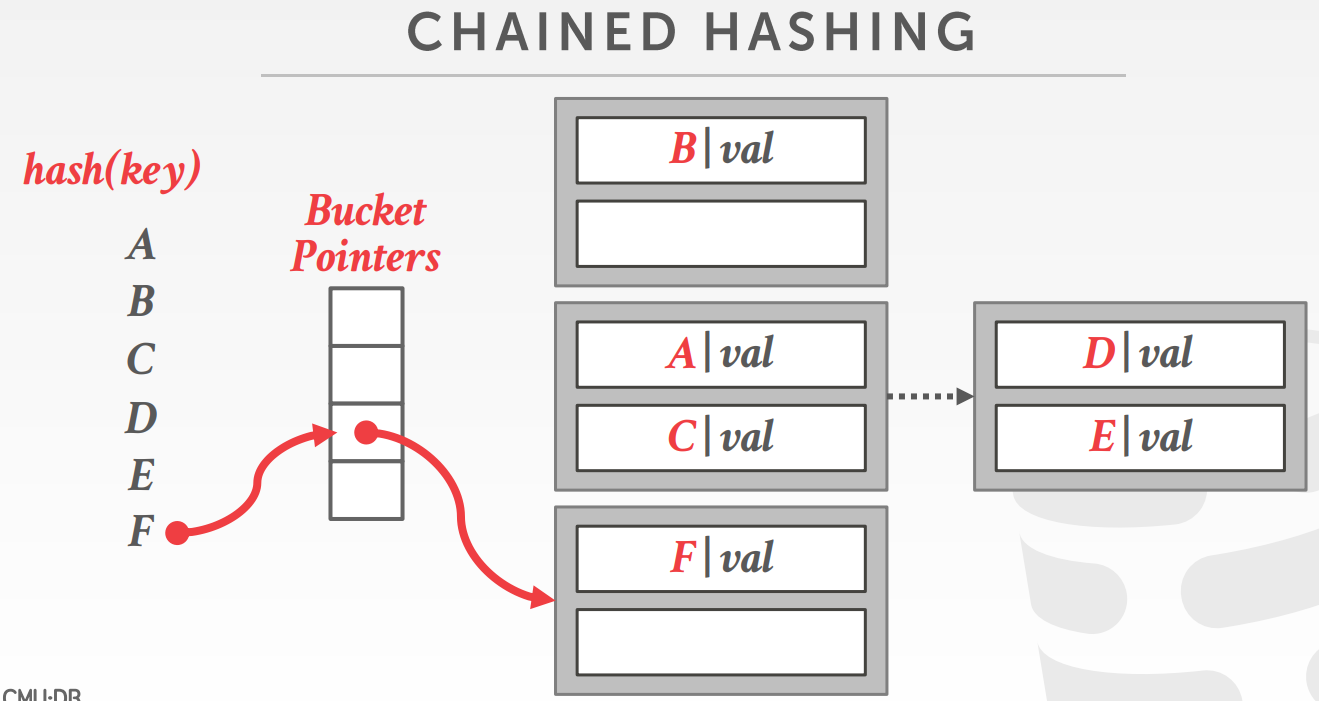 CHAINED HASHING
hash(key)
A
B
C
D
E
F
Bucket
Pointers
B|val
A|val
C|val
F|val
D|val
E|val
CMU·DB